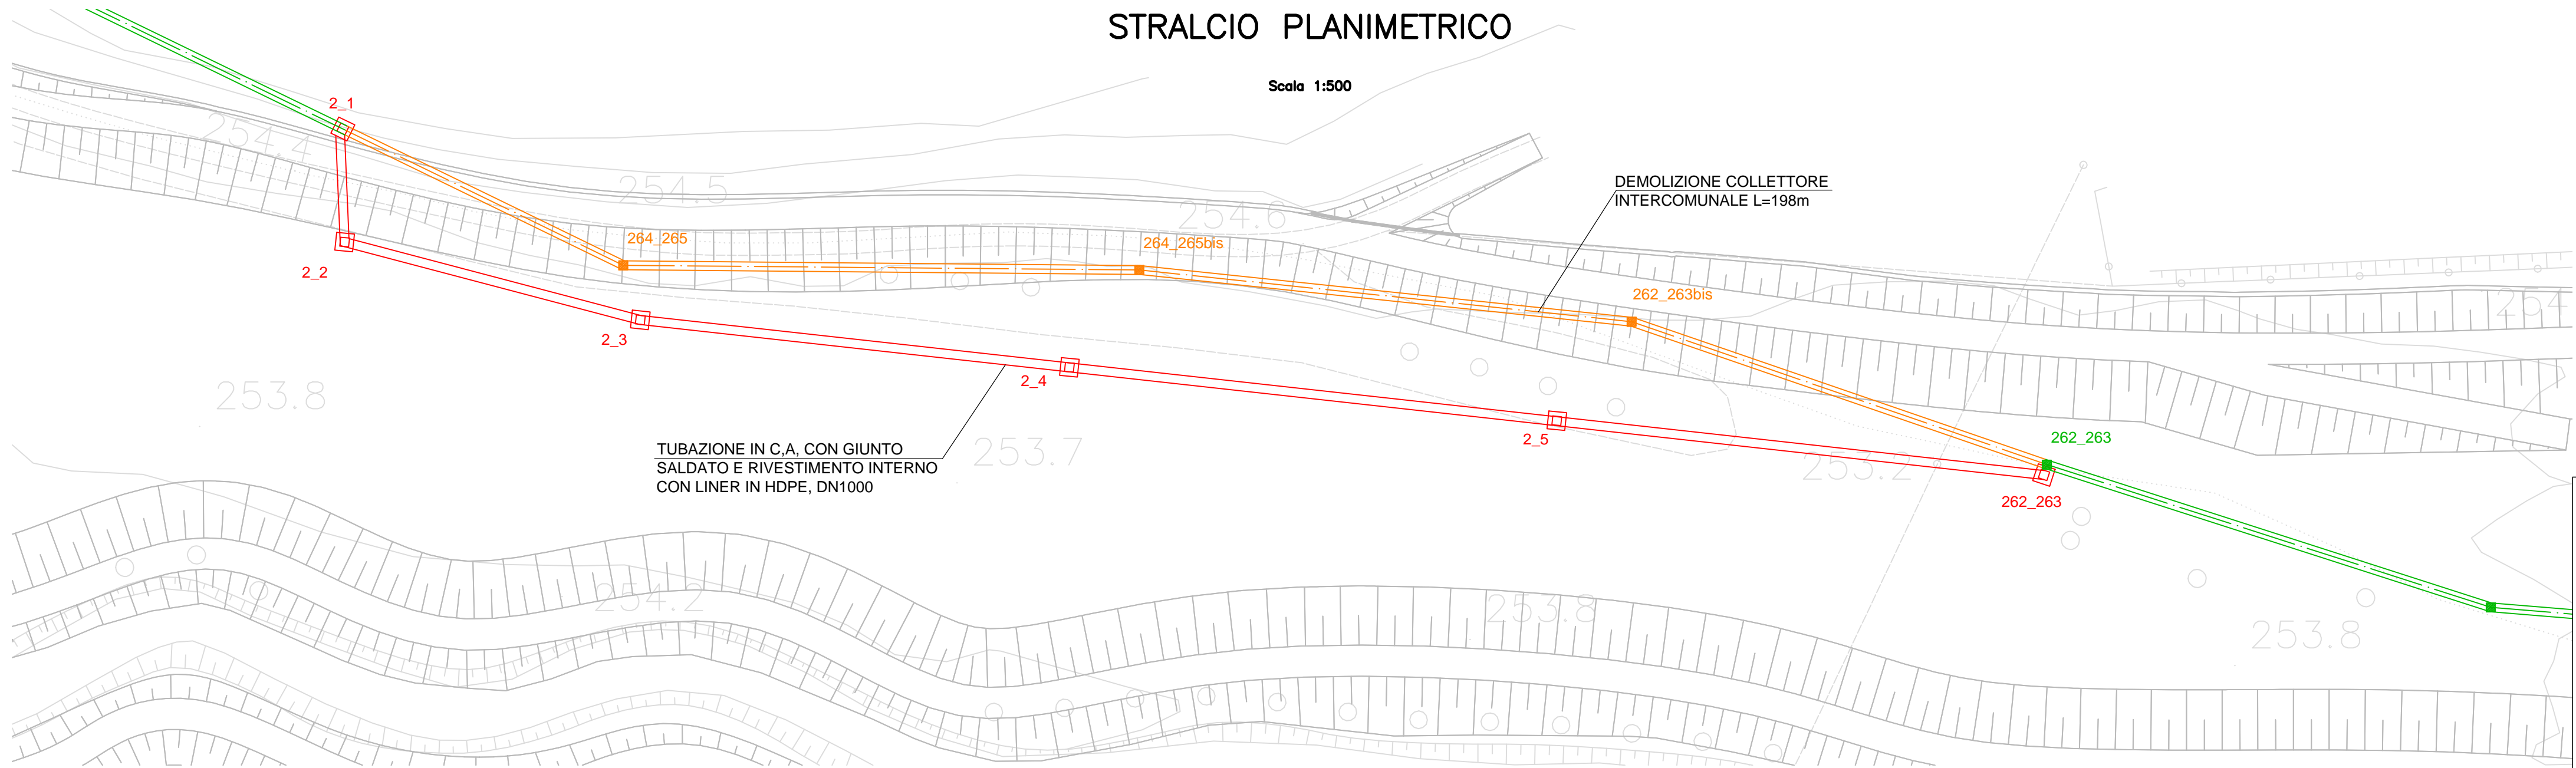 STRALCIO PLANIMETRICO
Scala 1:500
2_1
254.4
254.5
254.6
DEMOLIZIONE COLLETTORE
INTERCOMUNALE L=198m
264_265
264_265bis
2_2
262_263bis
254
2_3
2_4
253.8
2_5
262_263
TUBAZIONE IN C,A, CON GIUNTO
SALDATO E RIVESTIMENTO INTERNO
CON LINER IN HDPE, DN1000
253.7
253.2
262_263
254.2
253.8
253.8